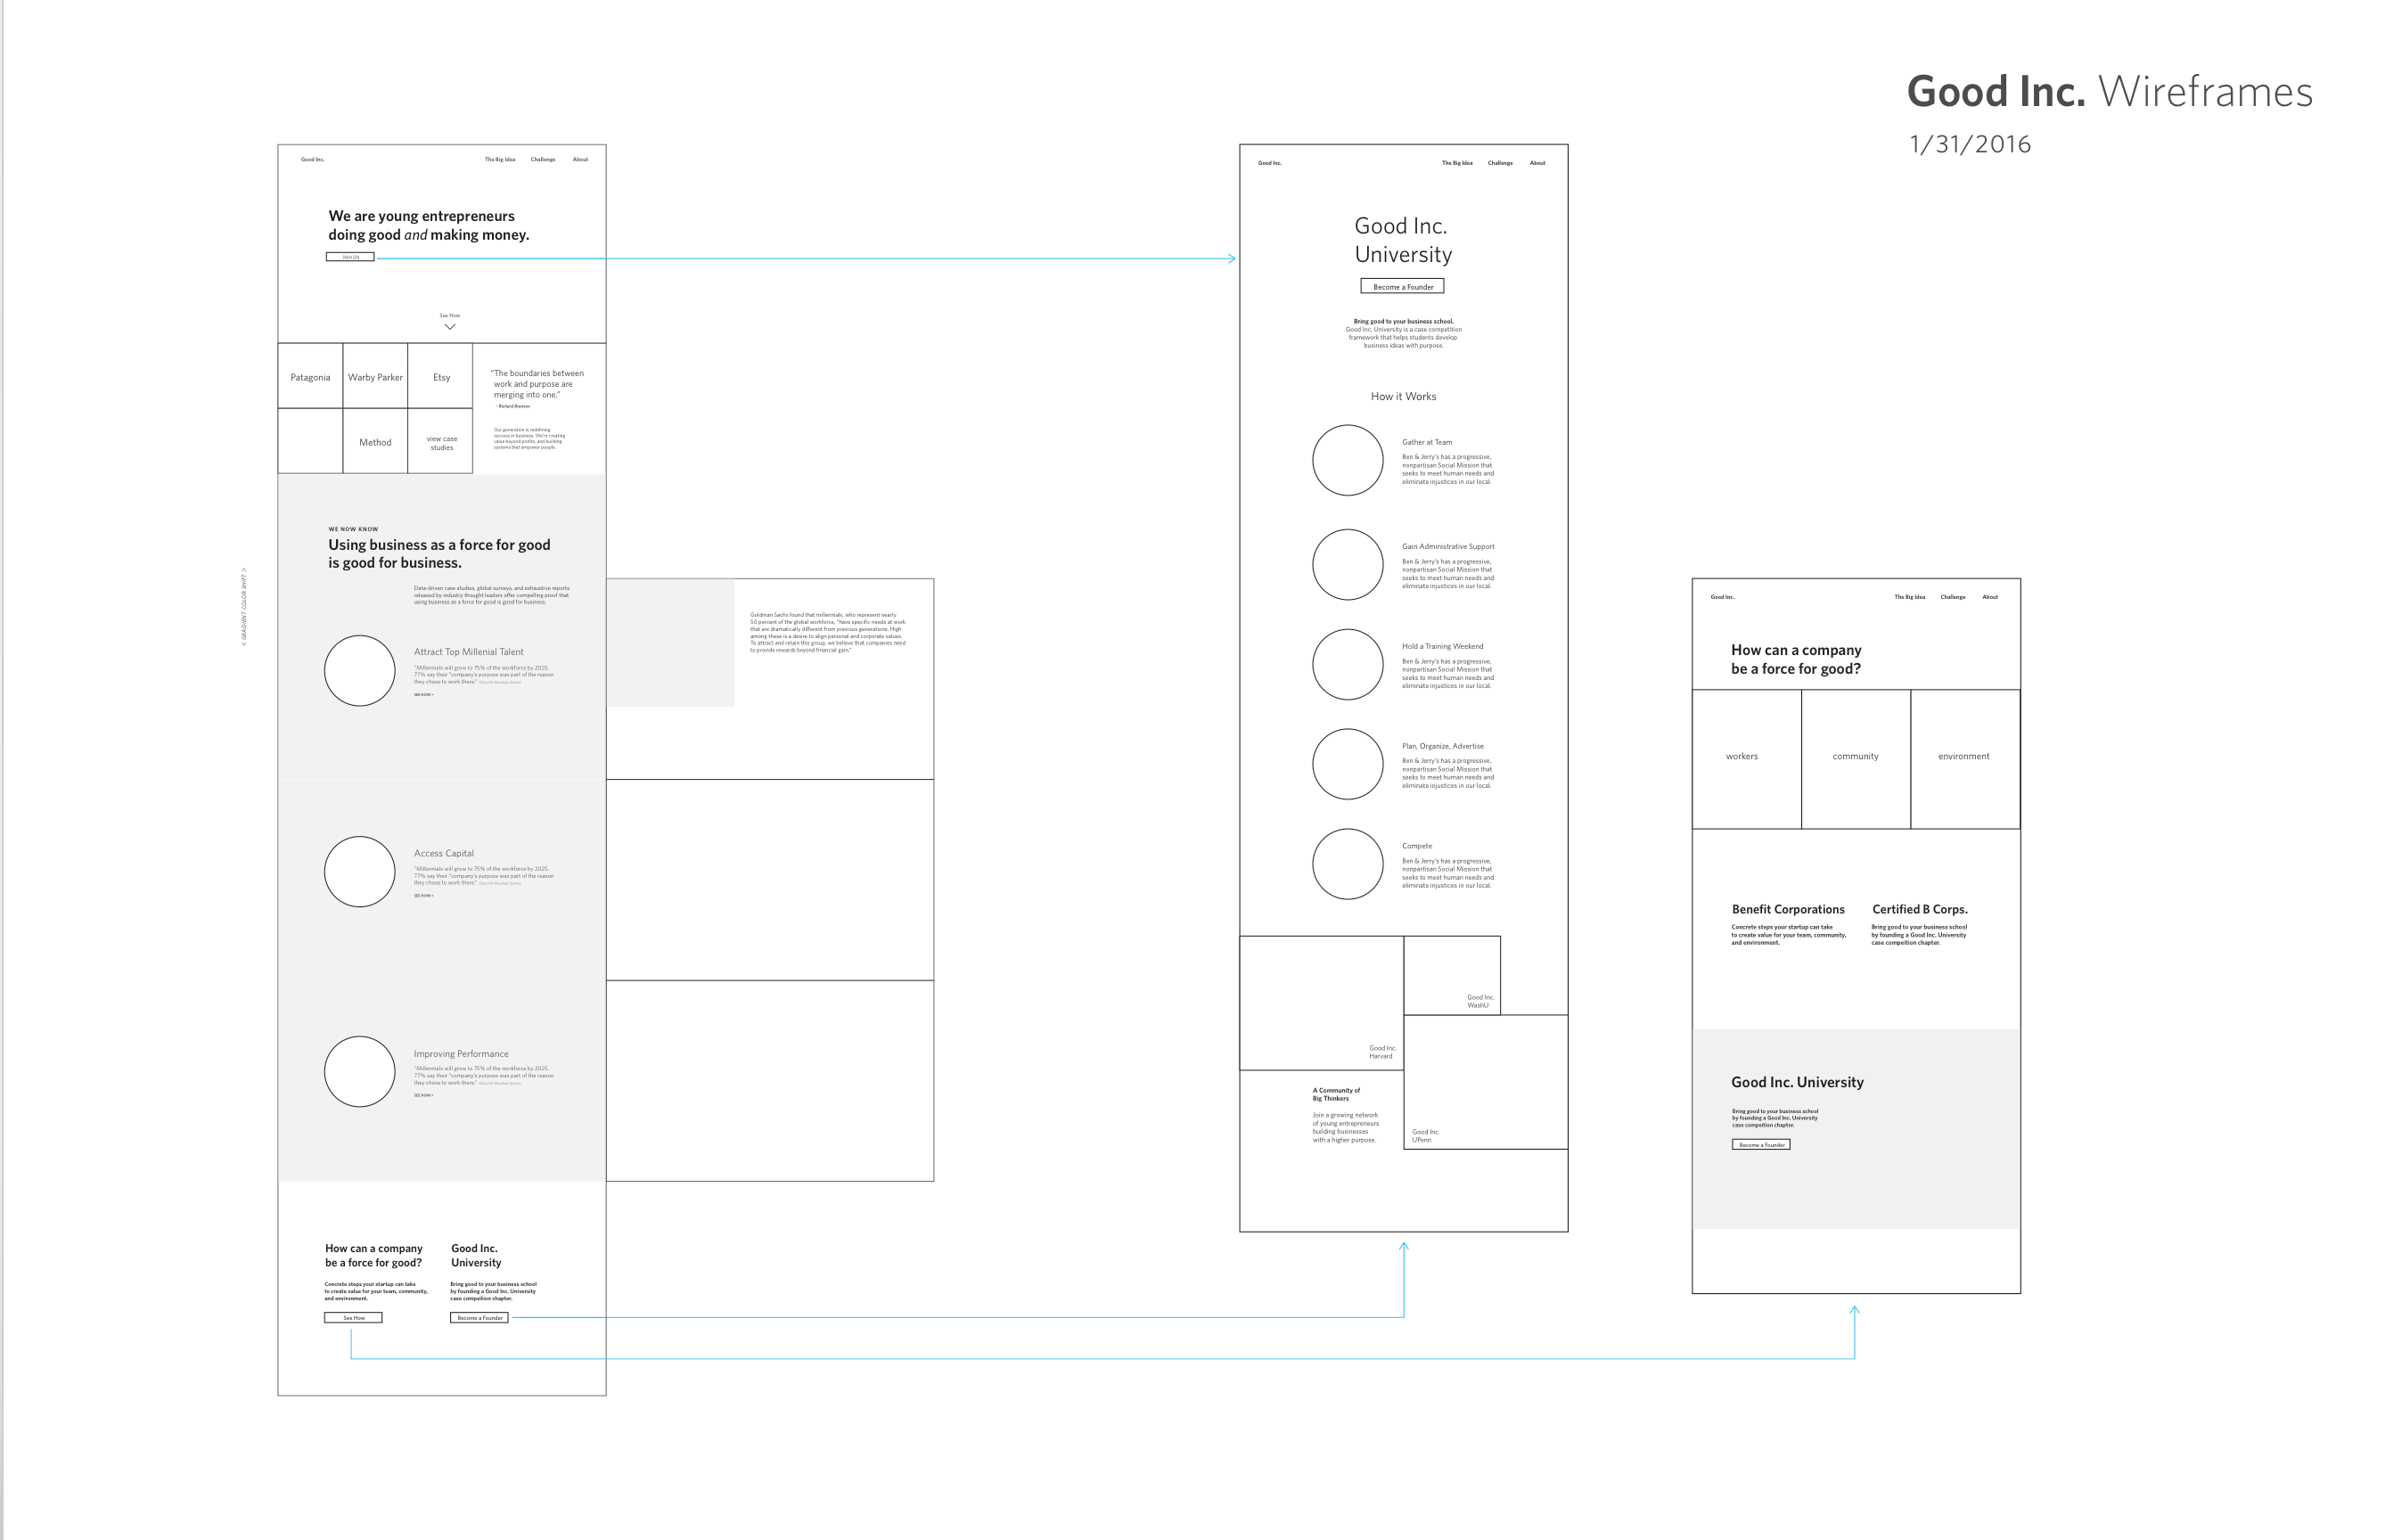 Good Inc. Wireframes
1/31/2016
Good Inc.
The Big Idea
Challenge
About
We are young entrepreneurs
doing good and making money.
Join Us
See How
Patagonia
Warby Parker
Etsy
Method
view case
studies
“The boundaries between
work and purpose are
merging into one.”
- Richard Branson
Our generation is redefining
success in business. We're creating
value beyond profits, and building
systems that empower people.
< GRADIENT COLOR SHIFT >
WE NOW KNOW
Using business as a force for good
is good for business.
Data-driven case studies, global surveys, and exhaustive reports
released by industry thought leaders offer compelling proof that
using business as a force for good is good for business.
Attract Top Millenial Talent
“Millennials will grow to 75% of the workforce by 2025.
77% say their “company's purpose was part of the reason
they chose to work there.”
SEE HOW >
Goldman Sachs found that millennials, who represent nearly
50 percent of the global workforce, “have specific needs at work
that are dramatically different from previous generations. High
among these is a desire to align personal and corporate values.
To attract and retain this group, we believe that companies need
to provide rewards beyond financial gain.”
Access Capital
“Millennials will grow to 75% of the workforce by 2025.
77% say their “company's purpose was part of the reason
they chose to work there.”
SEE HOW >
Improving Performance
“Millennials will grow to 75% of the workforce by 2025.
77% say their “company's purpose was part of the reason
they chose to work there.”
SEE HOW >
How can a company
be a force for good?
Concrete steps your startup can take
to create value for your team, community,
and environment.
See How
Good Inc.
University
Bring good to your business school
by founding a Good Inc. University
case compeition chapter.
Become a Founder
Good Inc.
The Big Idea
Challenge
About
Good Inc.
University
Become a Founder
Bring good to your business school.
Good Inc. University is a case competition
framework that helps students develop
business ideas with purpose.
How it Works
Gather at Team
Ben & Jerry's has a progressive,
nonpartisan Social Mission that
seeks to meet human needs and
eliminate injustices in our local.
Gain Administrative Support
Ben & Jerry's has a progressive,
nonpartisan Social Mission that
seeks to meet human needs and
eliminate injustices in our local.
Hold a Training Weekend
Ben & Jerry's has a progressive,
nonpartisan Social Mission that
seeks to meet human needs and
eliminate injustices in our local.
Plan, Organize, Advertise
Ben & Jerry's has a progressive,
nonpartisan Social Mission that
seeks to meet human needs and
eliminate injustices in our local.
Compete
Ben & Jerry's has a progressive,
nonpartisan Social Mission that
seeks to meet human needs and
eliminate injustices in our local.
Good Inc.
WashU
Good Inc.
Harvard
A Community of
Big Thinkers
Join a growing network
of young entrepreneurs
building businesses
with a higher purpose.
Good Inc.
UPenn
Good Inc.
The Big Idea
Challenge
About
How can a company
be a force for good?
workers
community
environment
Benefit Corporations
Concrete steps your startup can take
to create value for your team, community,
and environment.
Certified B Corps.
Bring good to your business school
by founding a Good Inc. University
case compeition chapter.
Good Inc. University
Bring good to your business school
by founding a Good Inc. University
case compeition chapter.
Become a Founder